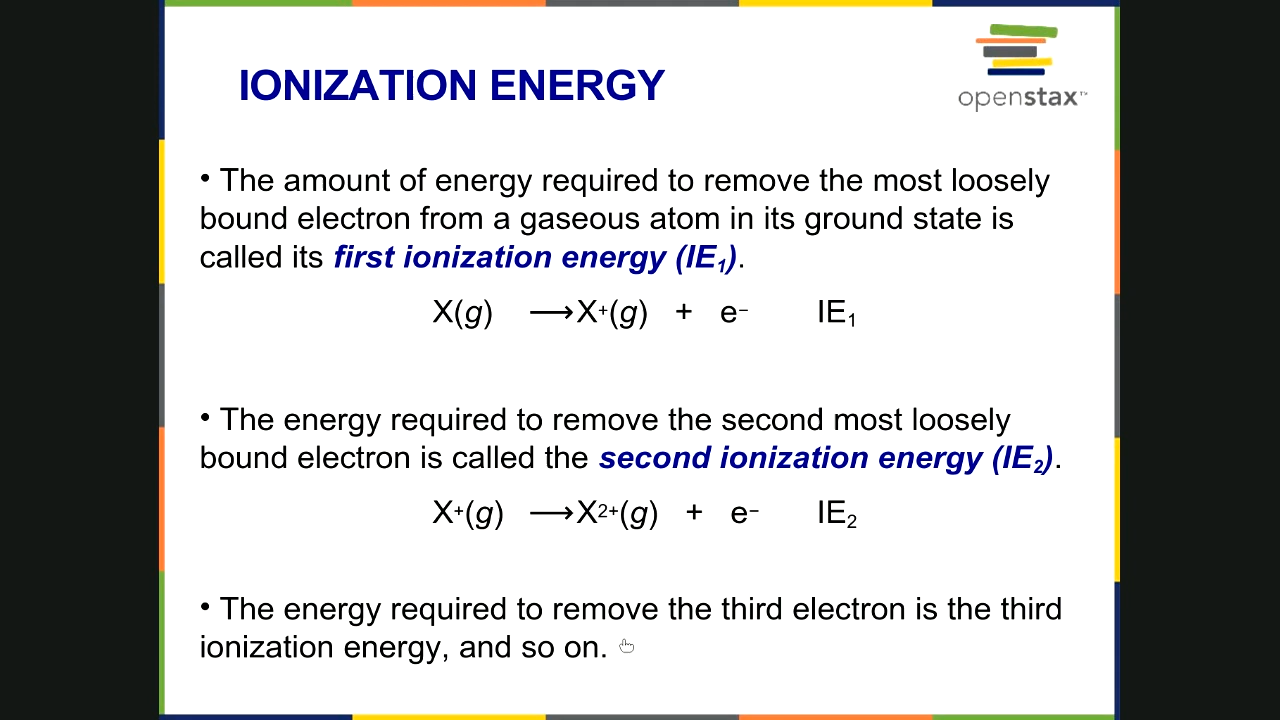 openstax™
IONIZATION ENERGY
• The amount of energy required to remove the most loosely
bound electron from a gaseous atom in its ground state is
called its first ionization energy (IE₁).
X(g) ⟶X⁺(g) + e⁻ IE₁
• The energy required to remove the second most loosely
bound electron is called the second ionization energy (IE₂).
X⁺(g) ⟶X²⁺(g) + e⁻ IE₂
• The energy required to remove the third electron is the third
ionization energy, and so on.